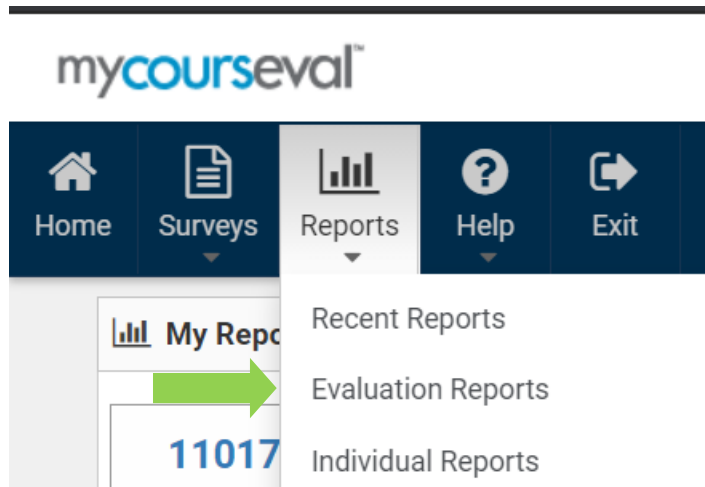 mycourseval™
Home Surveys Reports Help Exit
Recent Reports
My Repo
Evaluation Reports
11017
Individual Reports